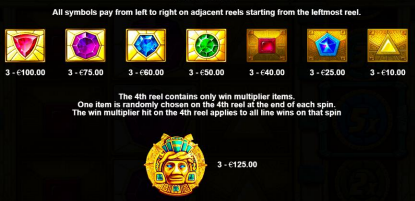 All symbols pay from left to right on adjacent reels starting from the leftmost reel.
3 - €100.00 3 - €75.00 3 - €60.00 3 - €50.00 3 - €40.00 3 - €25.00 3 - €10.00
The 4th reel contains only win multiplier items.
One item is randomly chosen on the 4th reel at the end of each spin.
The win multiplier hit on the 4th reel applies to all line wins on that spin
3 - €125.00